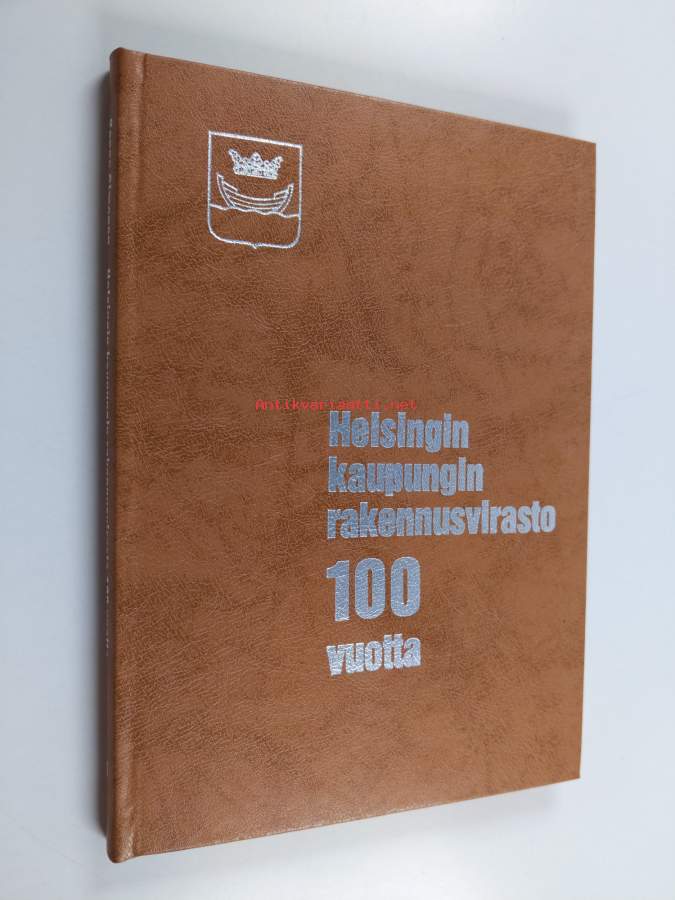 Antikvariaatti.net
Helsingin
kaupungin
rakennusvirasto
100
vuotta